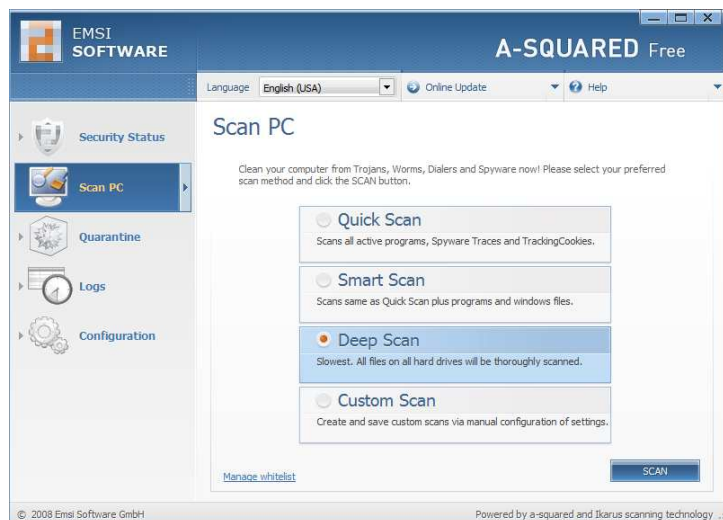 EMSI
SOFTWARE
A-SQUARED Free
Language English (USA) Online Update Help
Security Status
Scan PC
Quarantine
Logs
Configuration
Scan PC
Clean your computer from Trojans, Worms, Dialers and Spyware now! Please select your preferred
scan method and click the SCAN button.
Quick Scan
Scans all active programs, Spyware Traces and TrackingCookies.
Smart Scan
Scans same as Quick Scan plus programs and windows files.
Deep Scan
Slowest. All files on all hard drives will be thoroughly scanned.
Custom Scan
Create and save custom scans via manual configuration of settings.
Manage whitelist
SCAN
© 2008 Emsi Software GmbH
Powered by a-squared and Ikarus scanning technology